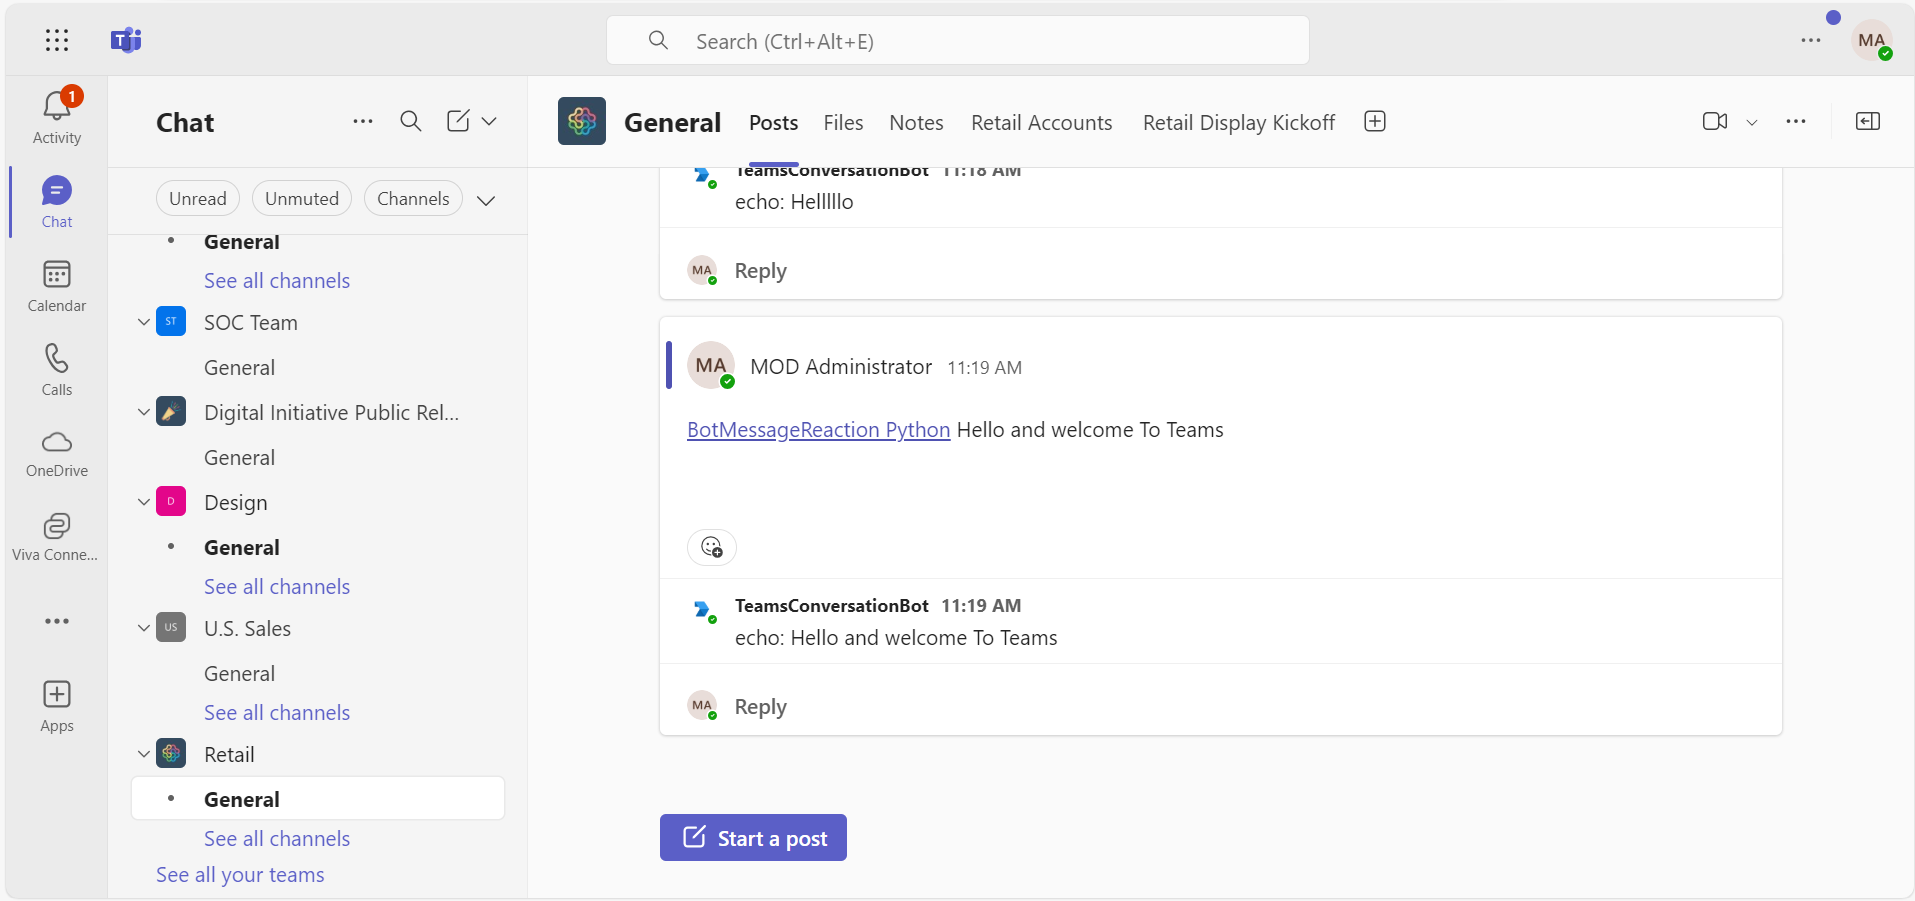 Search (Ctrl+Alt+E)
MA
1
Activity
Chat
Calendar
Calls
OneDrive
Viva Conne...
Apps
Chat
Unread
Unmuted
Channels
General
See all channels
ST
SOC Team
General
Digital Initiative Public Rel...
General
D
Design
General
See all channels
US
U.S. Sales
General
See all channels
Retail
General
See all channels
See all your teams
General
Posts
Files
Notes
Retail Accounts
Retail Display Kickoff
TeamsConversationBot 11:18 AM
echo: Helllllo
MA
Reply
MA
MOD Administrator 11:19 AM
BotMessageReaction Python Hello and welcome To Teams
TeamsConversationBot 11:19 AM
echo: Hello and welcome To Teams
MA
Reply
Start a post